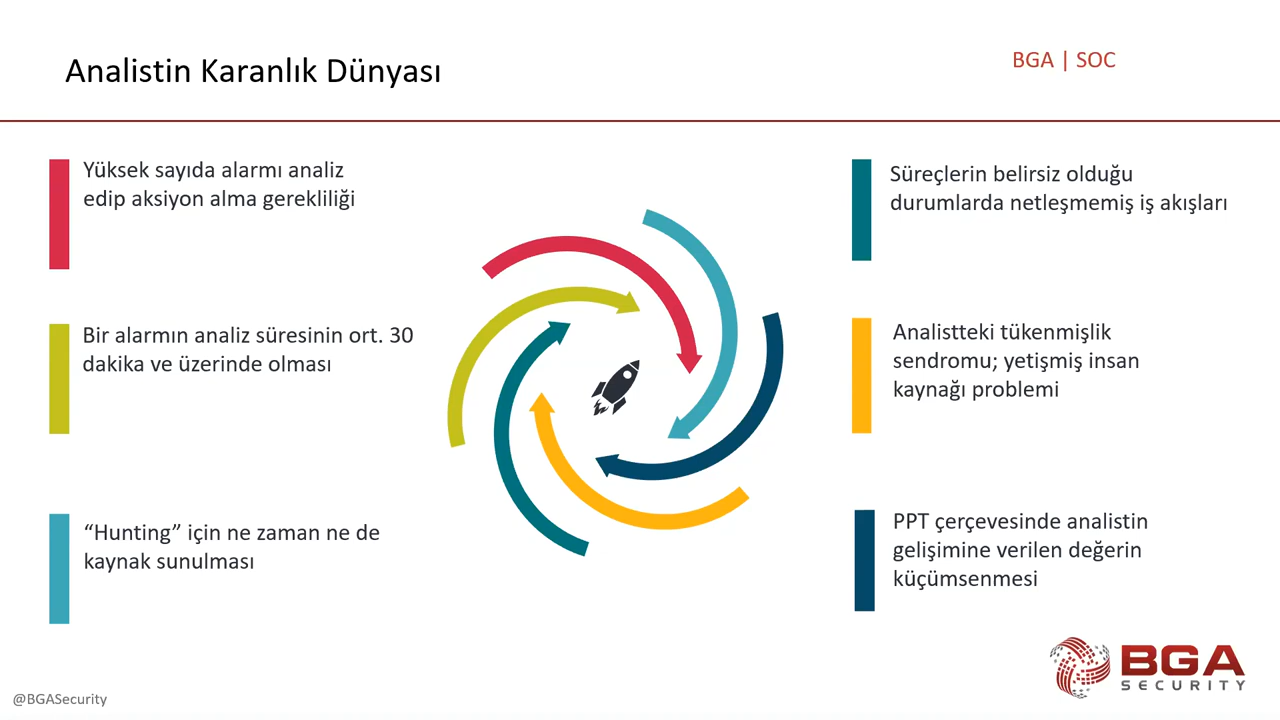 Analistin Karanlık Dünyası
BGA | SOC
Yüksek sayıda alarmı analiz
edip aksiyon alma gerekliliği
Bir alarmın analiz süresinin ort. 30
dakika ve üzerinde olması
“Hunting” için ne zaman ne de
kaynak sunulması
Süreçlerin belirsiz olduğu
durumlarda netleşmemiş iş akışları
Analistteki tükenmişlik
sendromu; yetişmiş insan
kaynağı problemi
PPT çerçevesinde analistin
gelişimine verilen değerin
küçümsenmesi
BGA
SECURITY
@BGASecurity